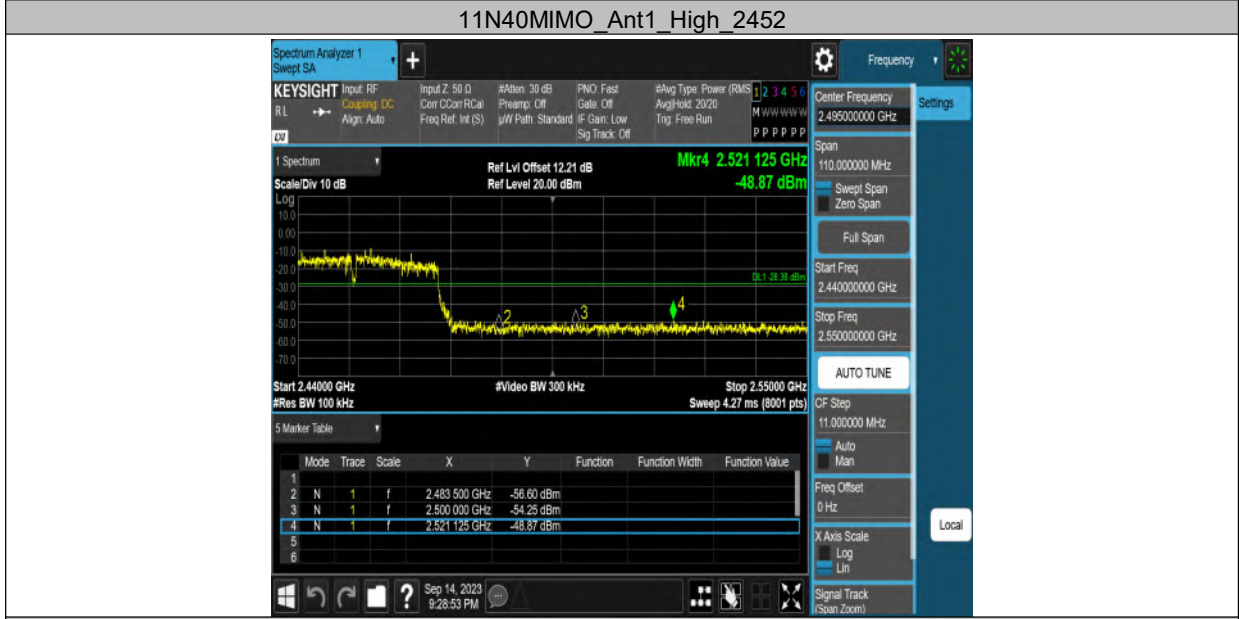 11N40MIMO_Ant1_High_2452
Spectrum Analyzer 1
Swept SA
+
Frequency
KEYSIGHT Input: RF
R L
Coupling: DC
Align: Auto
LXI
Input Z: 50 Ω
Corr CCorr RCal
Freq Ref: Int (S)
#Atten: 30 dB
Preamp: Off
µW Path: Standard
PNO: Fast
Gate: Off
IF Gain: Low
Sig Track: Off
#Avg Type: Power (RMS
Avg|Hold: 20/20
Trig: Free Run
1 2 3 4 5 6
M W W W W W
P P P P P P
Center Frequency
2.495000000 GHz
Settings
1 Spectrum
Scale/Div 10 dB
Ref Lvl Offset 12.21 dB
Ref Level 20.00 dBm
Mkr4 2.521 125 GHz
-48.87 dBm
Span
110.000000 MHz
Swept Span
Zero Span
Full Span
Start Freq
2.440000000 GHz
Stop Freq
2.550000000 GHz
AUTO TUNE
CF Step
11.000000 MHz
Auto
Man
Freq Offset
0 Hz
X Axis Scale
Log
Lin
Signal Track
(Span Zoom)
Local
Log
10.0
0.00
-10.0
-20.0
-30.0
-40.0
-50.0
-60.0
-70.0
DL1 -28.38 dBm
2
3
4
Start 2.44000 GHz
#Res BW 100 kHz
#Video BW 300 kHz
Stop 2.55000 GHz
Sweep 4.27 ms (8001 pts)
5 Marker Table
Mode Trace Scale X Y Function Function Width Function Value
1
2 N 1 f 2.483 500 GHz -56.60 dBm
3 N 1 f 2.500 000 GHz -54.25 dBm
4 N 1 f 2.521 125 GHz -48.87 dBm
5
6
?
Sep 14, 2023
9:28:53 PM